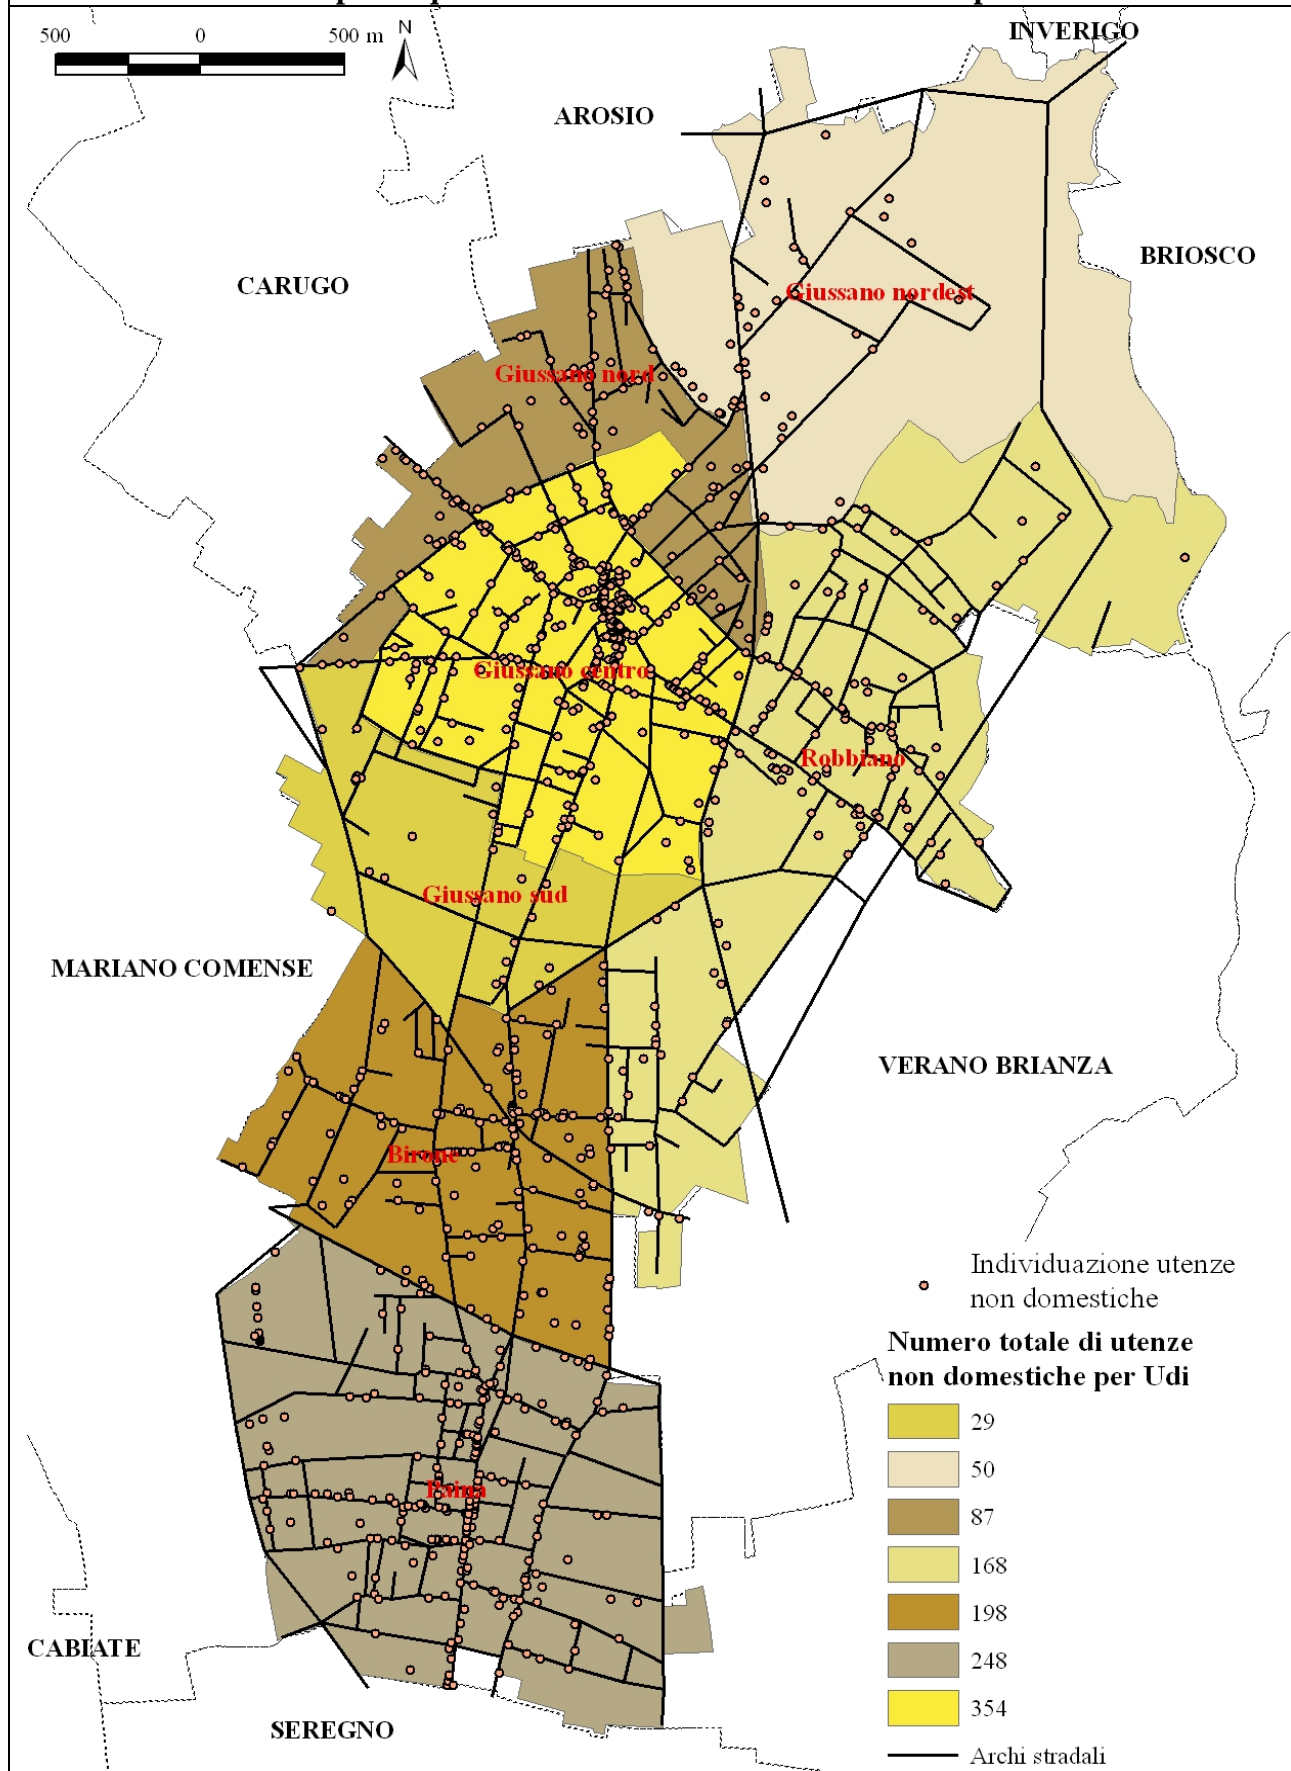 INVERIGO
500 0 500 m N
AROSIO
BRIOSCO
CARUGO
Giussano nordest
Giussano nord
Giussano centro
Robbiano
Giussano sud
MARIANO COMENSE
VERANO BRIANZA
Birone
Individuazione utenze
non domestiche
Numero totale di utenze
non domestiche per Udi
29
50
87
168
198
248
354
Archi stradali
Paina
CABIATE
SEREGNO